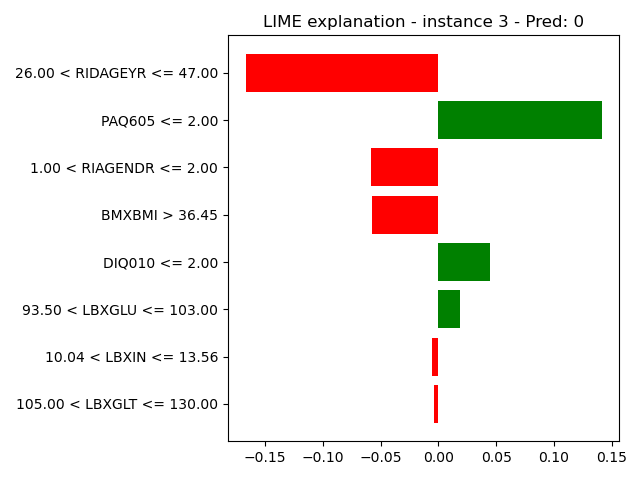 LIME explanation - instance 3 - Pred: 0
26.00 < RIDAGEYR <= 47.00
PAQ605 <= 2.00
1.00 < RIAGENDR <= 2.00
BMXBMI > 36.45
DIQ010 <= 2.00
93.50 < LBXGLU <= 103.00
10.04 < LBXIN <= 13.56
105.00 < LBXGLT <= 130.00
−0.15 −0.10 −0.05 0.00 0.05 0.10 0.15